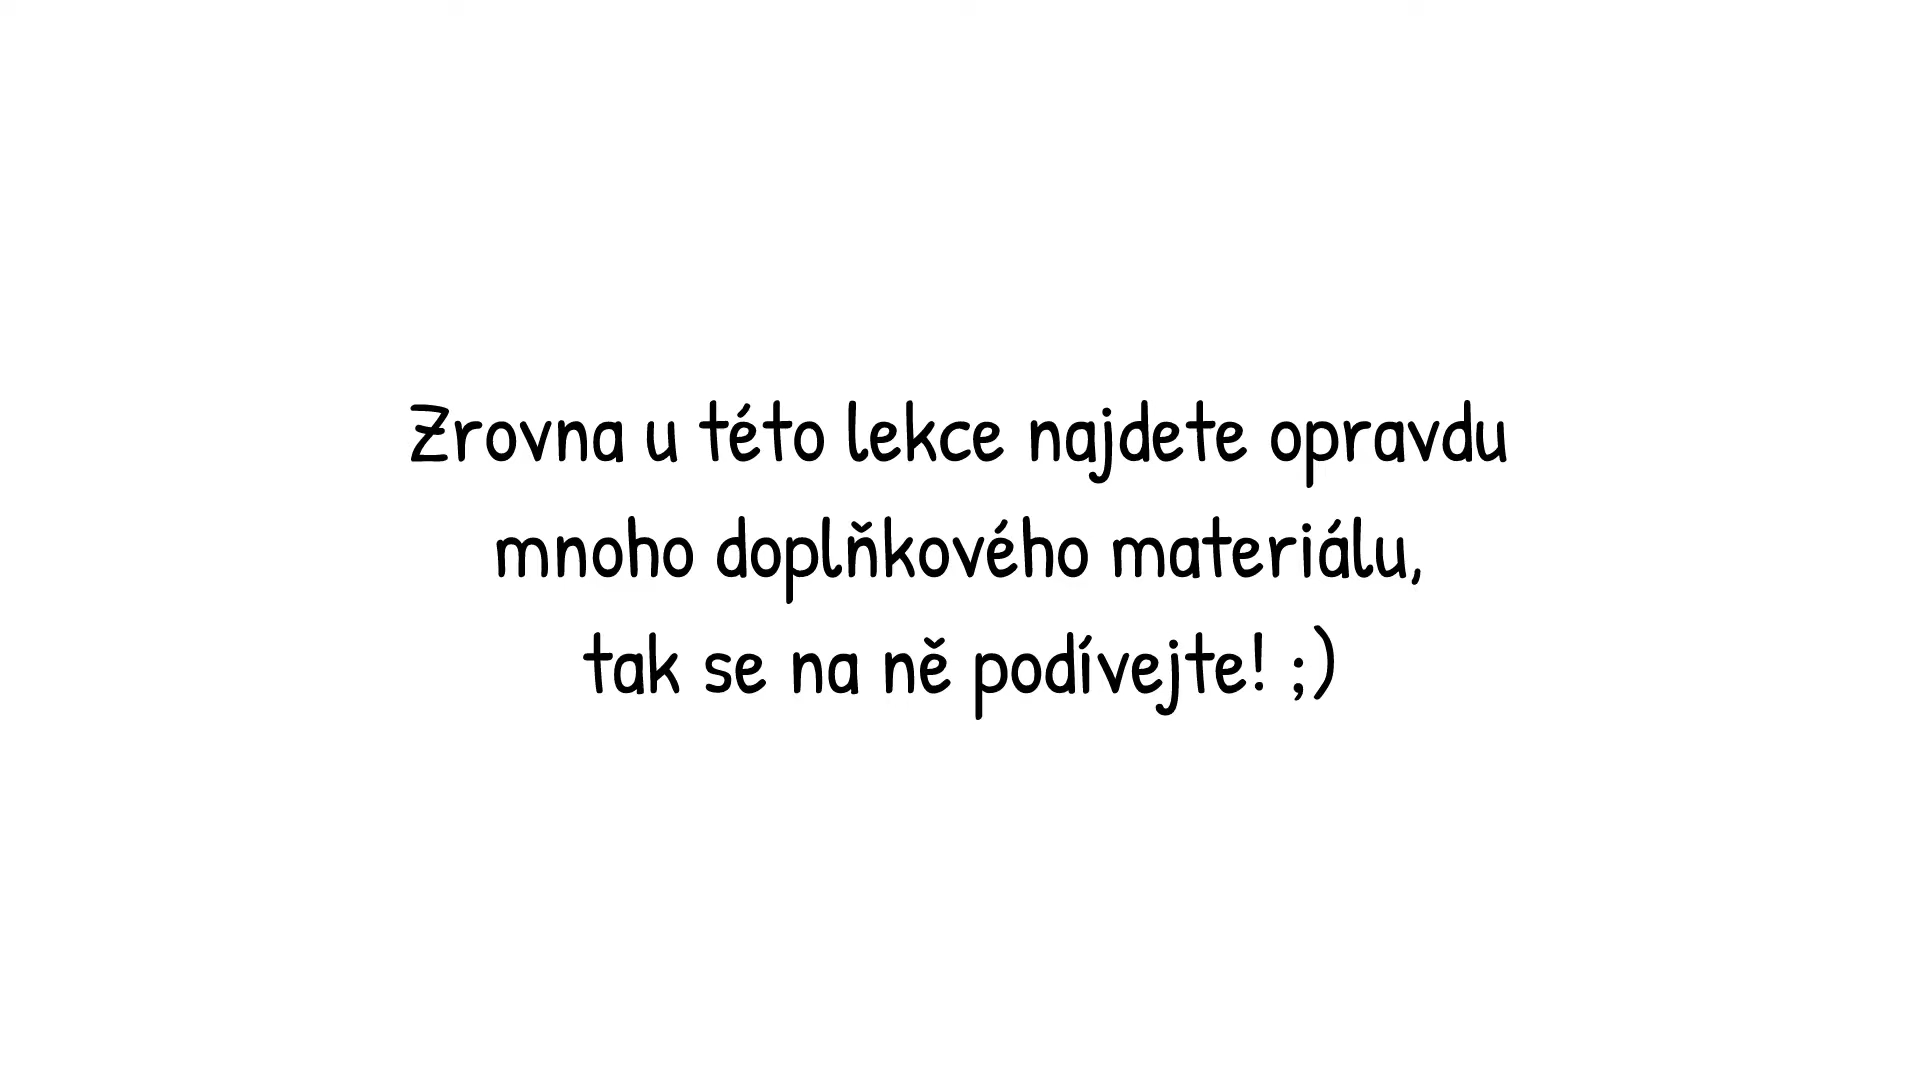 Zrovna u této lekce najdete opravdu
mnoho doplňkového materiálu,
tak se na ně podívejte! ;)